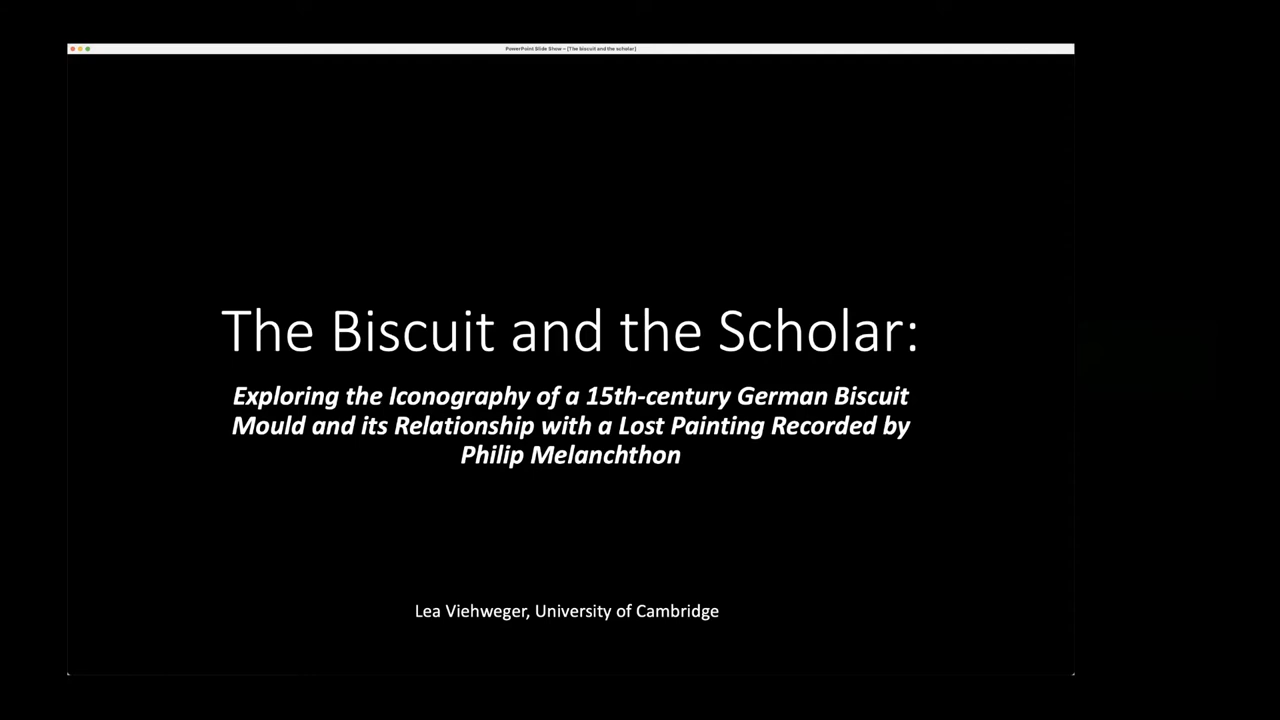 PowerPoint Slide Show – [The biscuit and the scholar]
The Biscuit and the Scholar:
Exploring the Iconography of a 15th-century German Biscuit
Mould and its Relationship with a Lost Painting Recorded by
Philip Melanchthon
Lea Viehweger, University of Cambridge